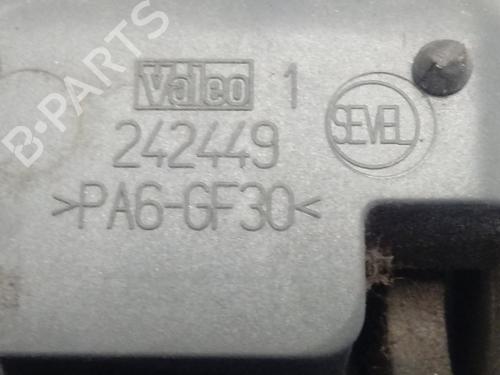 B-PARTS
Valeo 1
SEVEL
242449
>PA6-GF30<